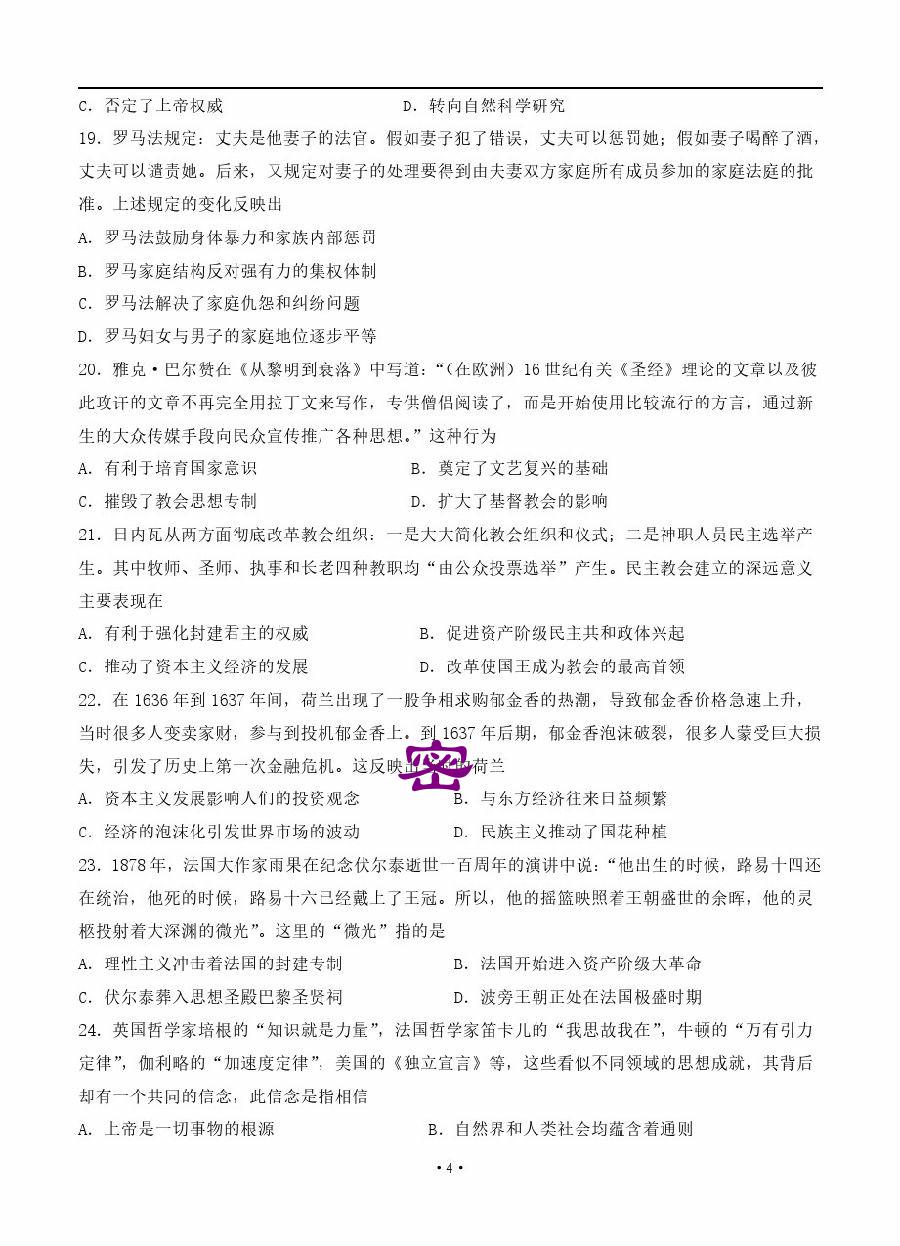 C. 否定了上帝权威 D. 转向自然科学研究
19. 罗马法规定：丈夫是他妻子的法官。假如妻子犯了错误，丈夫可以惩罚她；假如妻子喝醉了酒，
丈夫可以谴责她。后来，又规定对妻子的处理要得到由夫妻双方家庭所有成员参加的家庭法庭的批
准。上述规定的变化反映出
A. 罗马法鼓励身体暴力和家族内部惩罚
B. 罗马家庭结构反对强有力的集权体制
C. 罗马法解决了家庭仇怨和纠纷问题
D. 罗马妇女与男子的家庭地位逐步平等
20. 雅克·巴尔赞在《从黎明到衰落》中写道：“（在欧洲）16 世纪有关《圣经》理论的文章以及彼
此攻讦的文章不再完全用拉丁文来写作，专供僧侣阅读了，而是开始使用比较流行的方言，通过新
生的大众传媒手段向民众宣传推广各种思想。”这种行为
A. 有利于培育国家意识 B. 奠定了文艺复兴的基础
C. 摧毁了教会思想专制 D. 扩大了基督教会的影响
21. 日内瓦从两方面彻底改革教会组织：一是大大简化教会组织和仪式；二是神职人员民主选举产
生。其中牧师、圣师、执事和长老四种教职均“由公众投票选举”产生。民主教会建立的深远意义
主要表现在
A. 有利于强化封建君主的权威 B. 促进资产阶级民主共和政体兴起
C. 推动了资本主义经济的发展 D. 改革使国王成为教会的最高首领
22. 在 1636 年到 1637 年间，荷兰出现了一股争相求购郁金香的热潮，导致郁金香价格急速上升，
当时很多人变卖家财，参与到投机郁金香上。到 1637 年后期，郁金香泡沫破裂，很多人蒙受巨大损
失，引发了历史上第一次金融危机。这反映出当时的荷兰
密
A. 资本主义发展影响人们的投资观念 B. 与东方经济往来日益频繁
C. 经济的泡沫化引发世界市场的波动 D. 民族主义推动了国花种植
23. 1878 年，法国大作家雨果在纪念伏尔泰逝世一百周年的演讲中说：“他出生的时候，路易十四还
在统治，他死的时候，路易十六已经戴上了王冠。所以，他的摇篮映照着王朝盛世的余晖，他的灵
柩投射着大深渊的微光”。这里的“微光”指的是
A. 理性主义冲击着法国的封建专制 B. 法国开始进入资产阶级大革命
C. 伏尔泰葬入思想圣殿巴黎圣贤祠 D. 波旁王朝正处在法国极盛时期
24. 英国哲学家培根的“知识就是力量”，法国哲学家笛卡儿的“我思故我在”，牛顿的“万有引力
定律”，伽利略的“加速度定律”，美国的《独立宣言》等，这些看似不同领域的思想成就，其背后
却有一个共同的信念，此信念是指相信
A. 上帝是一切事物的根源 B. 自然界和人类社会均蕴含着通则
·4·